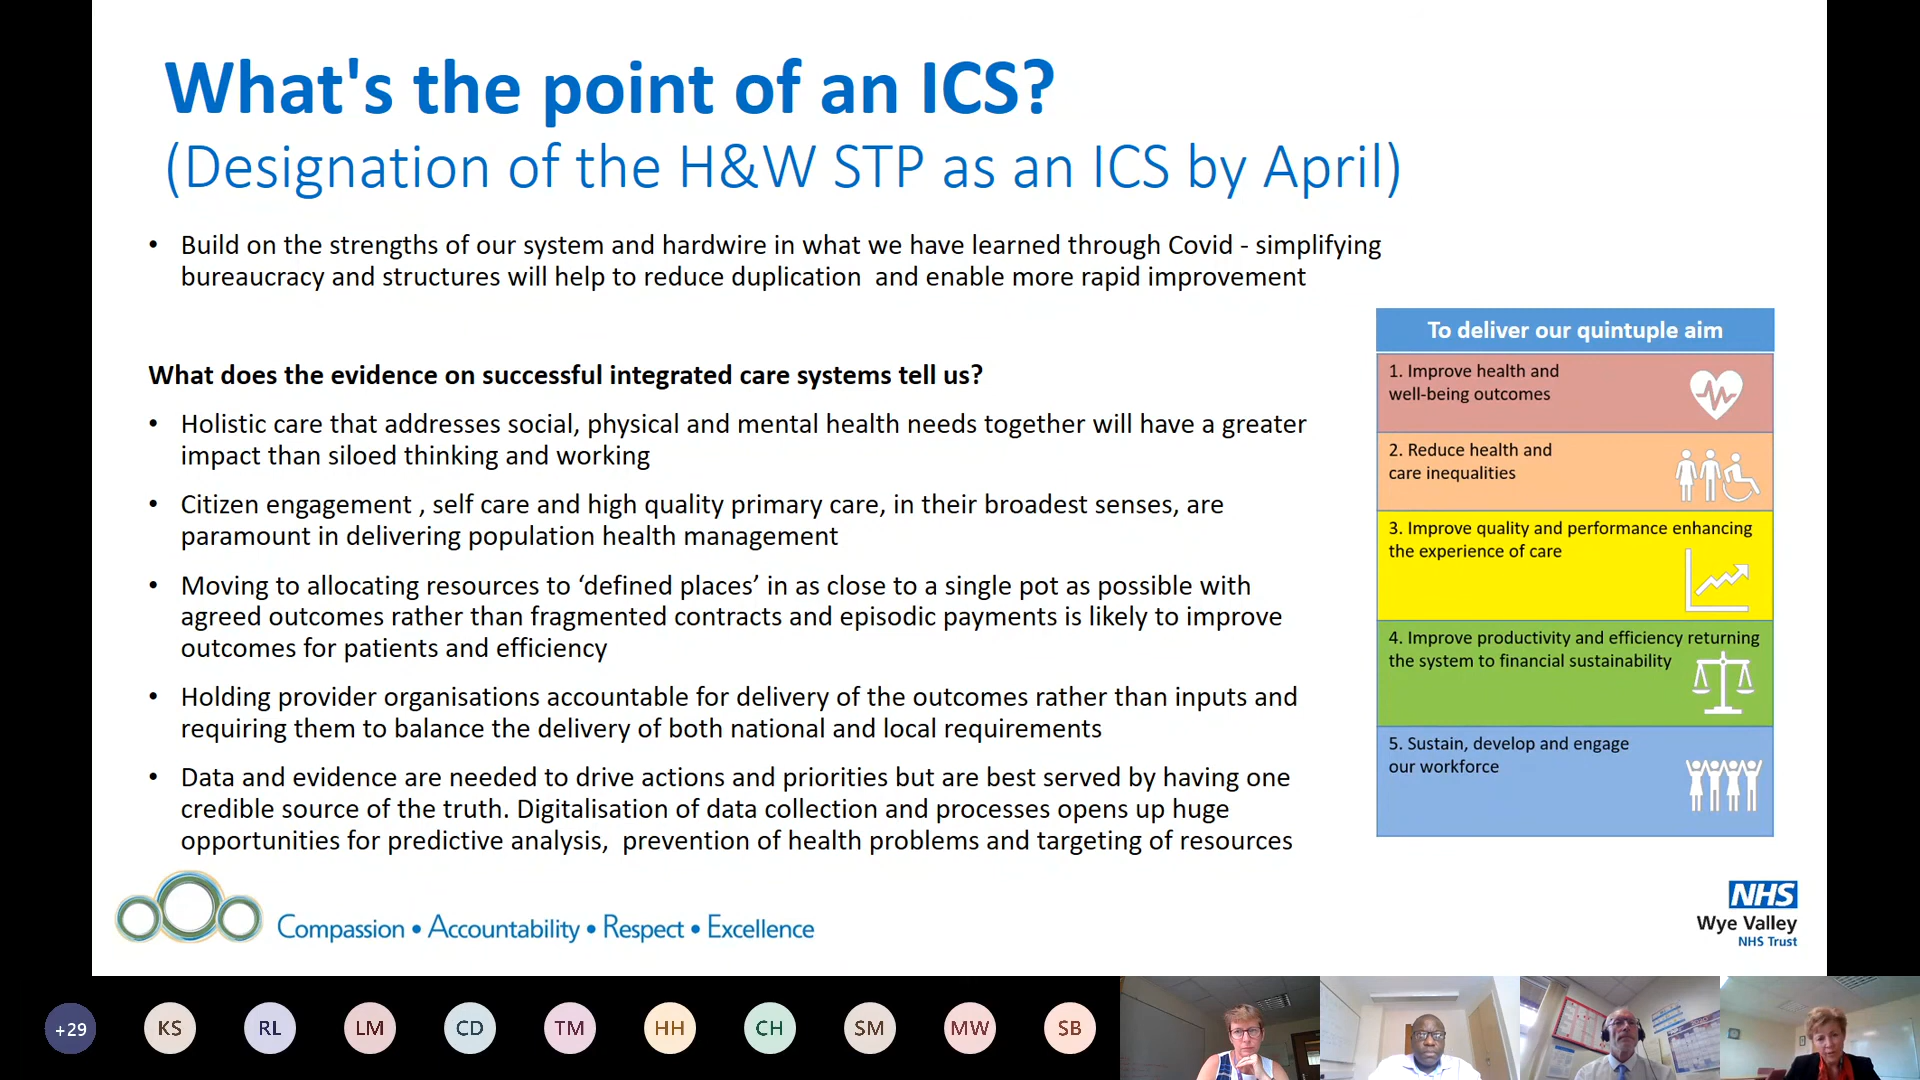 What's the point of an ICS?
(Designation of the H&W STP as an ICS by April)
• Build on the strengths of our system and hardwire in what we have learned through Covid - simplifying
bureaucracy and structures will help to reduce duplication  and enable more rapid improvement
What does the evidence on successful integrated care systems tell us?
• Holistic care that addresses social, physical and mental health needs together will have a greater
impact than siloed thinking and working
• Citizen engagement , self care and high quality primary care, in their broadest senses, are
paramount in delivering population health management
• Moving to allocating resources to ‘defined places’ in as close to a single pot as possible with
agreed outcomes rather than fragmented contracts and episodic payments is likely to improve
outcomes for patients and efficiency
• Holding provider organisations accountable for delivery of the outcomes rather than inputs and
requiring them to balance the delivery of both national and local requirements
• Data and evidence are needed to drive actions and priorities but are best served by having one
credible source of the truth. Digitalisation of data collection and processes opens up huge
opportunities for predictive analysis,  prevention of health problems and targeting of resources
To deliver our quintuple aim
1. Improve health and
well-being outcomes
2. Reduce health and
care inequalities
3. Improve quality and performance enhancing
the experience of care
4. Improve productivity and efficiency returning
the system to financial sustainability
5. Sustain, develop and engage
our workforce
Compassion • Accountability • Respect • Excellence
NHS
Wye Valley
NHS Trust
+29
KS
RL
LM
CD
TM
HH
CH
SM
MW
SB